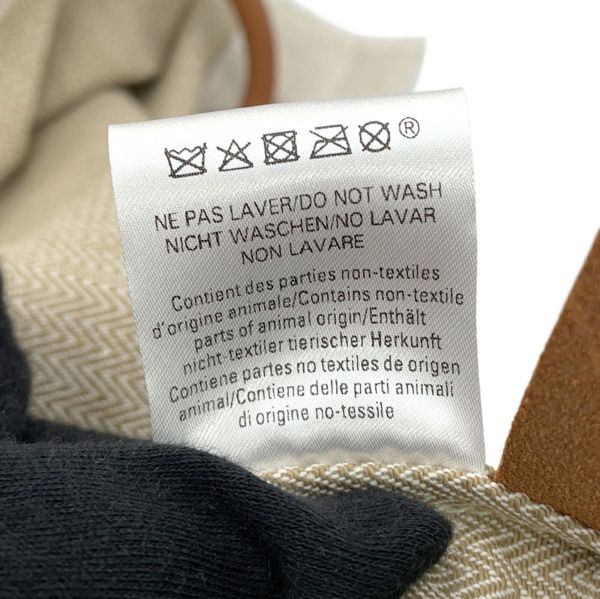 ®
NE PAS LAVER/DO NOT WASH
NICHT WASCHEN/NO LAVAR
NON LAVARE
Contient des parties non-textiles
d'origine animale/Contains non-textile
parts of animal origin/Enthält
nicht-textiler tierischer Herkunft
Contiene partes no textiles de origen
animal/Contiene delle parti animali
di origine no-tessile